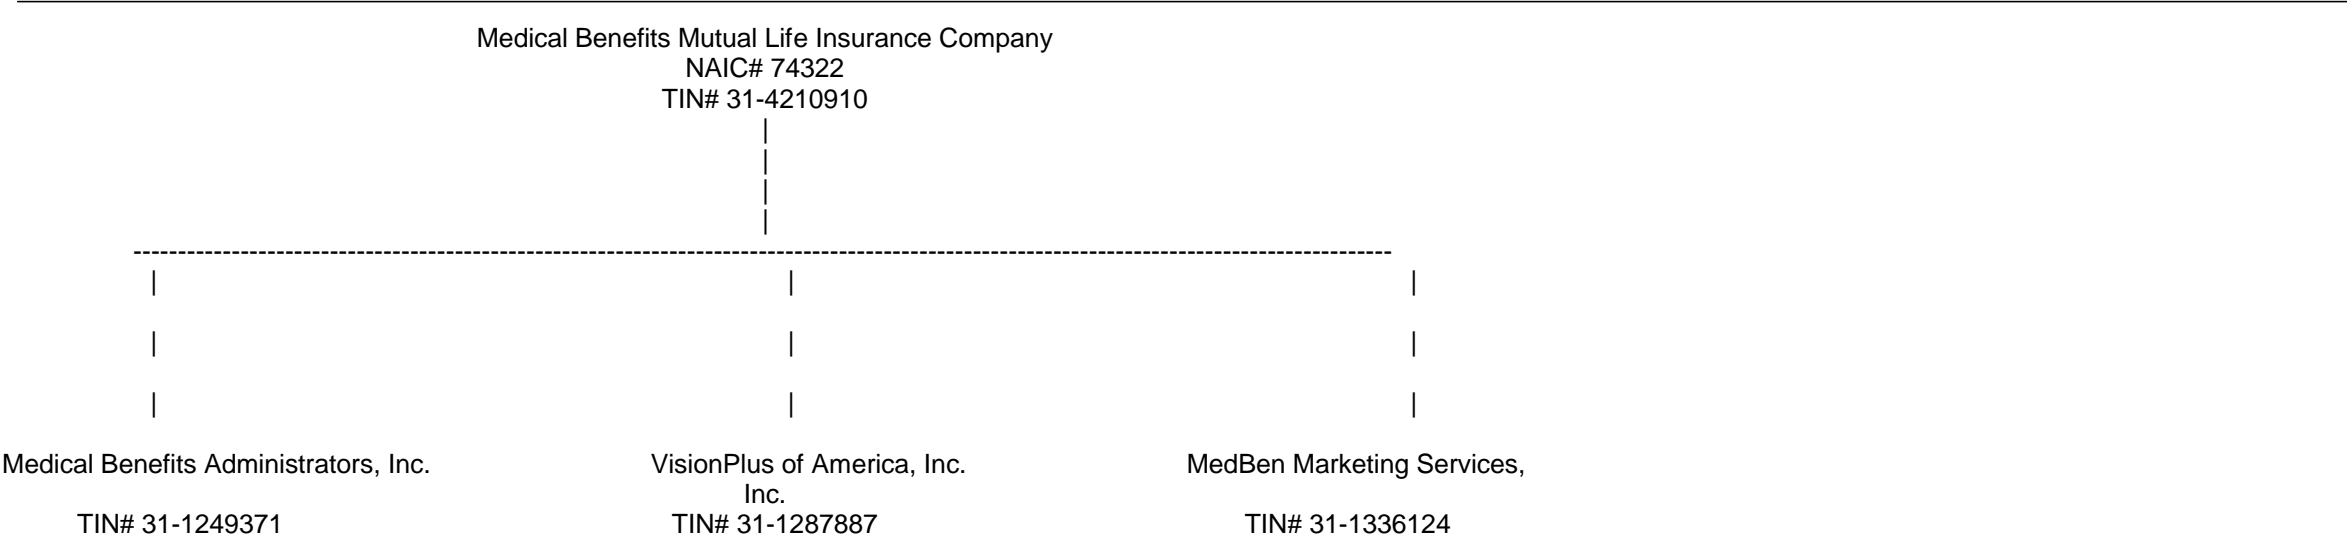 Medical Benefits Mutual Life Insurance Company
NAIC# 74322
TIN# 31-4210910
|
|
|
|
----------------------------------------------------------------------------------------------------------------------------------------------
| | |
| | |
| | |
Medical Benefits Administrators, Inc. VisionPlus of America, Inc. MedBen Marketing Services,
Inc.
TIN# 31-1249371 TIN# 31-1287887 TIN# 31-1336124